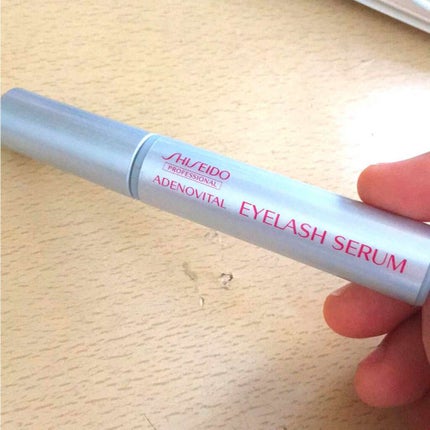 SHISEIDO
PROFESSIONAL
ADENOVITAL EYELASH SERUM